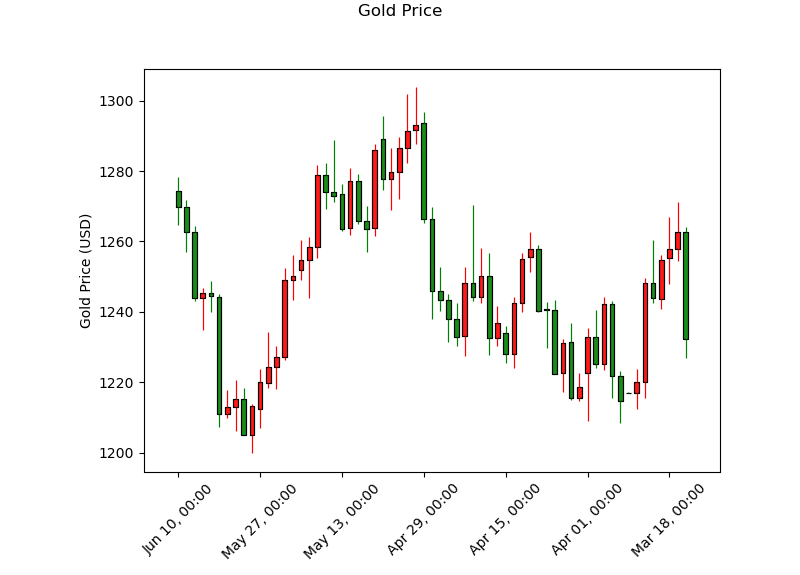 Gold Price
Gold Price (USD)
1300
1280
1260
1240
1220
1200
Jun 10, 00:00
May 27, 00:00
May 13, 00:00
Apr 29, 00:00
Apr 15, 00:00
Apr 01, 00:00
Mar 18, 00:00